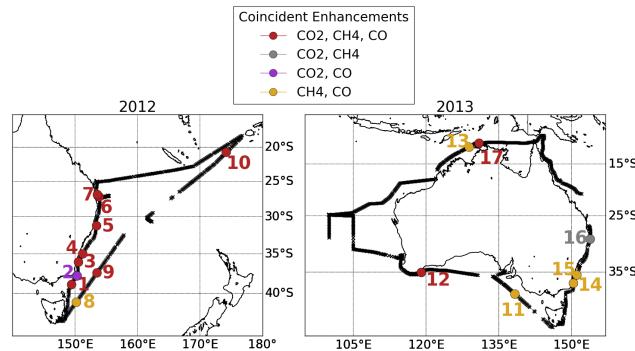 Coincident Enhancements
CO2, CH4, CO
CO2, CH4
CO2, CO
CH4, CO
2012
20°S
25°S
30°S
35°S
40°S
150°E
160°E
170°E
180°
10
7
6
5
4
3
2
9
1
8
2013
15°S
35°S
105°E
120°E
135°E
150°E
13
17
16
15
14
12
11